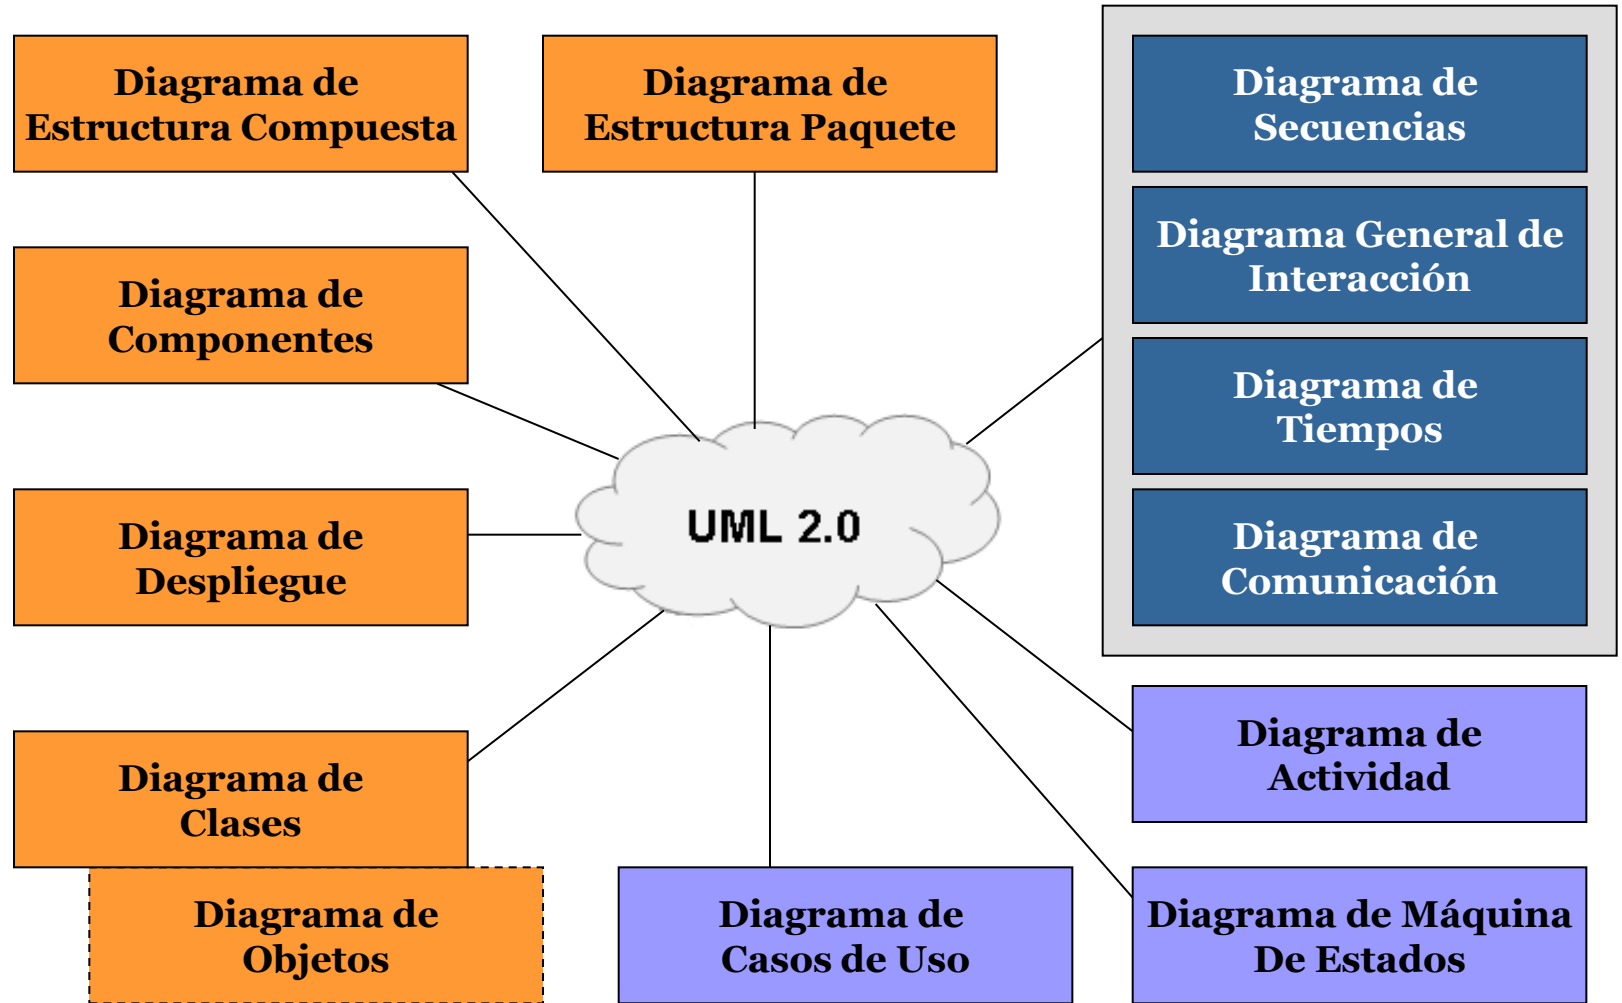 Diagrama de
Estructura Compuesta
Diagrama de
Estructura Paquete
Diagrama de
Secuencias
Diagrama General de
Interacción
Diagrama de
Componentes
Diagrama de
Tiempos
UML 2.0
Diagrama de
Despliegue
Diagrama de
Comunicación
Diagrama de
Clases
Diagrama de
Actividad
Diagrama de
Objetos
Diagrama de
Casos de Uso
Diagrama de Máquina
De Estados